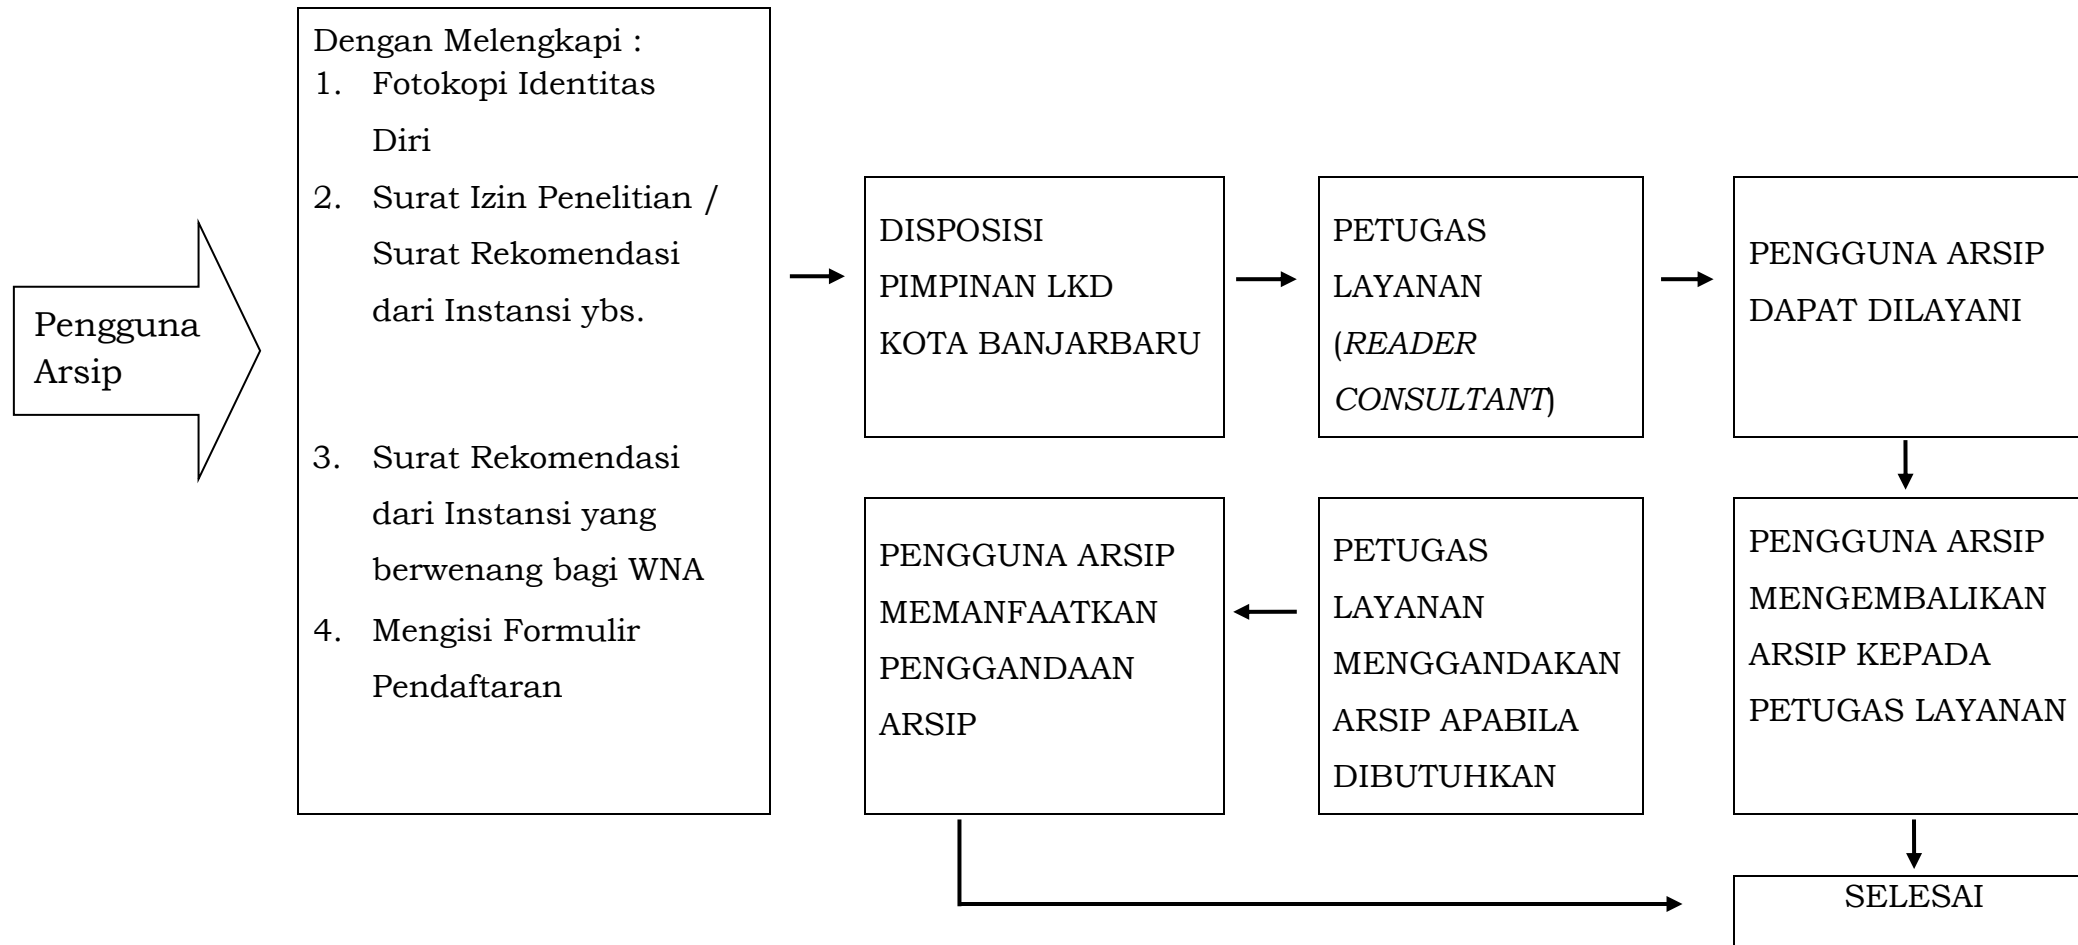 Pengguna
Arsip
Dengan Melengkapi :
1. Fotokopi Identitas
Diri
2. Surat Izin Penelitian /
Surat Rekomendasi
dari Instansi ybs.
3. Surat Rekomendasi
dari Instansi yang
berwenang bagi WNA
4. Mengisi Formulir
Pendaftaran
DISPOSISI
PIMPINAN LKD
KOTA BANJARBARU
PETUGAS
LAYANAN
(READER
CONSULTANT)
PENGGUNA ARSIP
DAPAT DILAYANI
PENGGUNA ARSIP
MENGEMBALIKAN
ARSIP KEPADA
PETUGAS LAYANAN
PETUGAS
LAYANAN
MENGGANDAKAN
ARSIP APABILA
DIBUTUHKAN
PENGGUNA ARSIP
MEMANFAATKAN
PENGGANDAAN
ARSIP
SELESAI